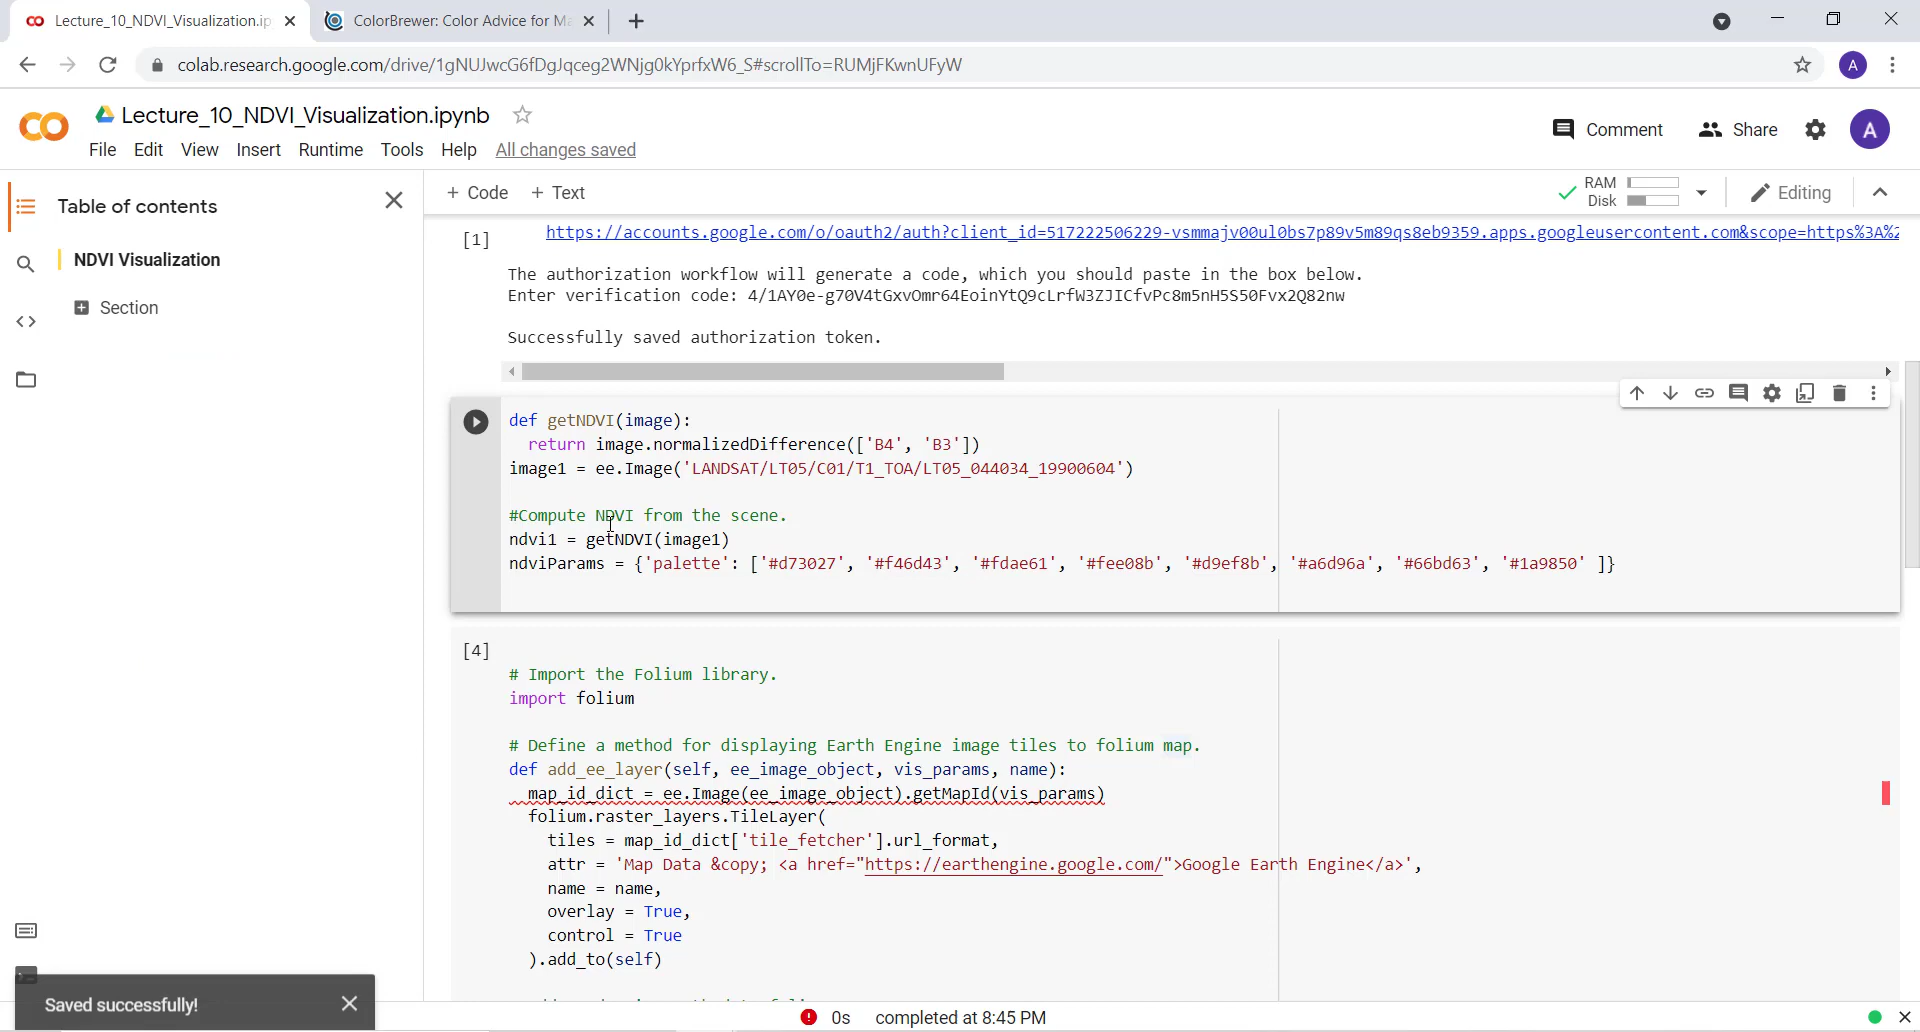 Lecture_10_NDVI_Visualization.ip
ColorBrewer: Color Advice for Ma
colab.research.google.com/drive/1gNUJwcG6fDgJqceg2WNjg0kYprfxW6_S#scrollTo=RUMjFKwnUFyW
A
Lecture_10_NDVI_Visualization.ipynb
Comment
Share
A
File Edit View Insert Runtime Tools Help All changes saved
Table of contents
NDVI Visualization
Section
+ Code + Text
RAM
Disk
Editing
[1]
https://accounts.google.com/o/oauth2/auth?client_id=517222506229-vsmmajv00ul0bs7p89v5m89qs8eb9359.apps.googleusercontent.com&scope=https%3A%2
The authorization workflow will generate a code, which you should paste in the box below.
Enter verification code: 4/1AY0e-g70V4tGxvOmr64EoinYtQ9cLrfW3ZJICfvPc8m5nH5S50Fvx2Q82nw
Successfully saved authorization token.
def getNDVI(image):
return image.normalizedDifference(['B4', 'B3'])
image1 = ee.Image('LANDSAT/LT05/C01/T1_TOA/LT05_044034_19900604')
#Compute NDVI from the scene.
ndvi1 = getNDVI(image1)
ndviParams = {'palette': ['#d73027', '#f46d43', '#fdae61', '#fee08b', '#d9ef8b', '#a6d96a', '#66bd63', '#1a9850' ]}
[4]
# Import the Folium library.
import folium
# Define a method for displaying Earth Engine image tiles to folium map.
def add_ee_layer(self, ee_image_object, vis_params, name):
map_id_dict = ee.Image(ee_image_object).getMapId(vis_params)
folium.raster_layers.TileLayer(
tiles = map_id_dict['tile_fetcher'].url_format,
attr = 'Map Data &copy; <a href="https://earthengine.google.com/">Google Earth Engine</a>',
name = name,
overlay = True,
control = True
).add_to(self)
Saved successfully!
0s completed at 8:45 PM